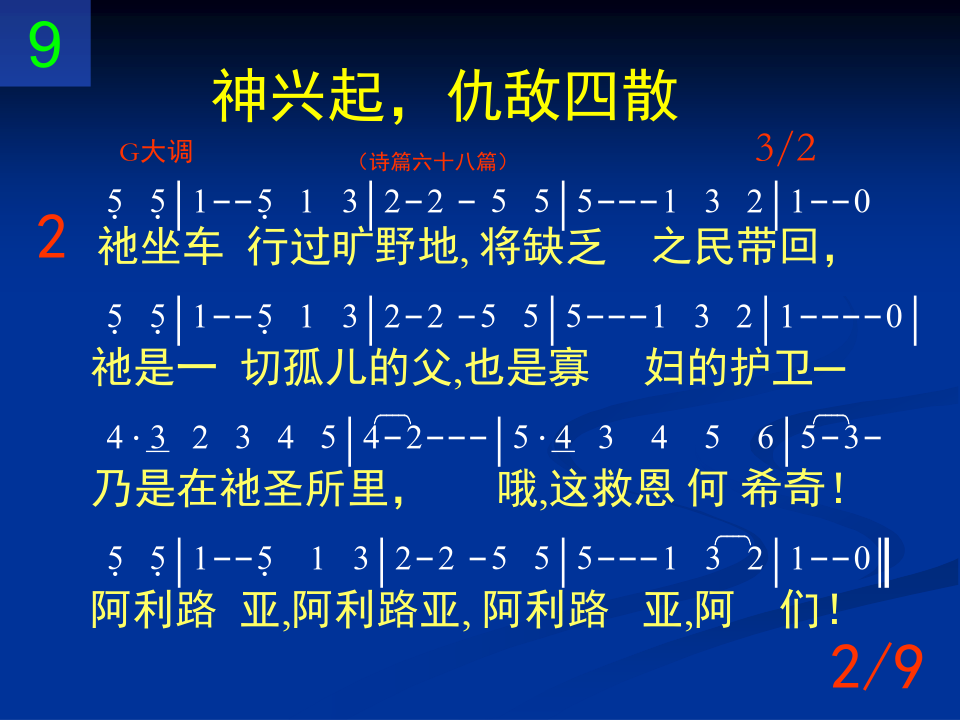 9
神兴起，仇敌四散
G大调 （诗篇六十八篇） 3/2
5̣ 5̣|1--5̣ 1 3|2-2 - 5 5|5---1 3 2|1--0
2 祂坐车 行过旷野地, 将缺乏 之民带回，
5̣ 5̣|1--5̣ 1 3|2-2 -5 5|5---1 3 2|1----0|
祂是一 切孤儿的父,也是寡 妇的护卫─
4·3̲ 2 3 4 5|4-2---|5·4̲ 3 4 5 6|5-3-
乃是在祂圣所里， 哦,这救恩 何 希奇！
5̣ 5̣|1--5̣ 1 3|2-2 -5 5|5---1 3 2|1--0‖
阿利路 亚,阿利路亚, 阿利路 亚,阿 们！
2/9